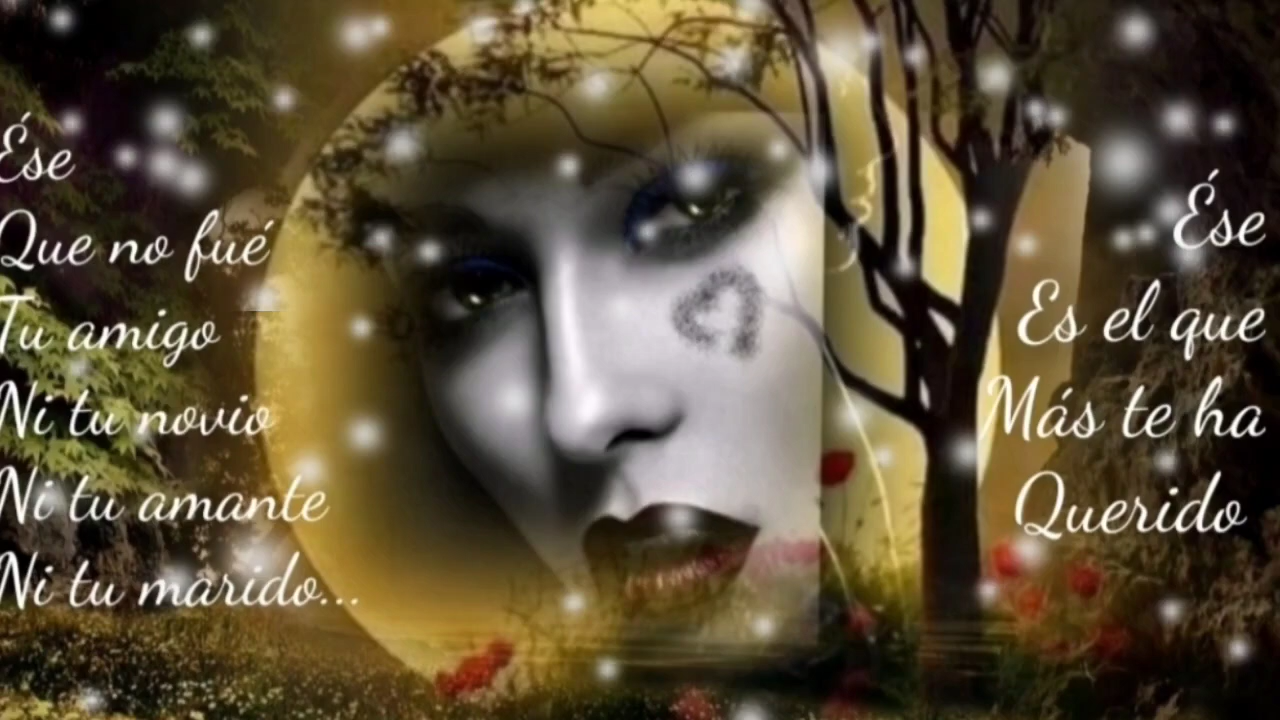 Ése
Que no fué
Tu amigo
Ni tu novio
Ni tu amante
Ni tu marido...
Ése
Es el que
Más te ha
Querido